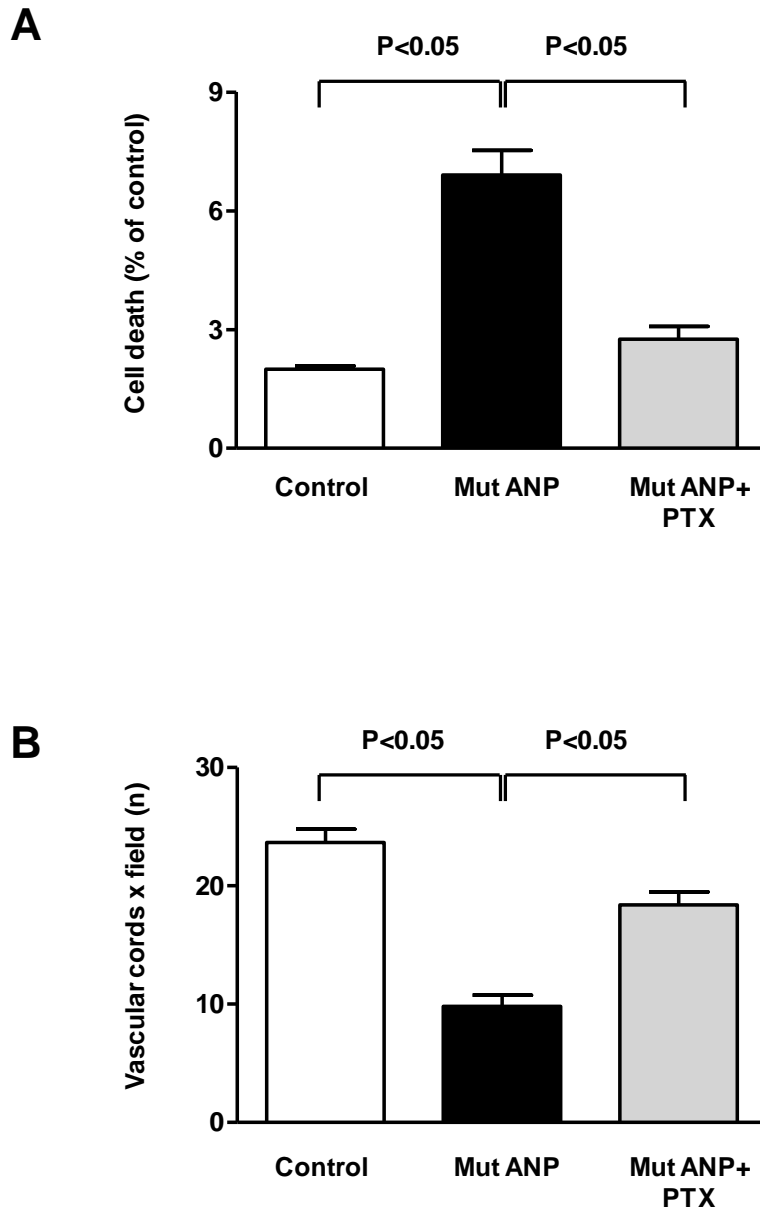 A
P<0.05 P<0.05
Cell death (% of control)
9
6
3
0
Control Mut ANP Mut ANP+
PTX
B
P<0.05 P<0.05
Vascular cords x field (n)
30
20
10
0
Control Mut ANP Mut ANP+
PTX